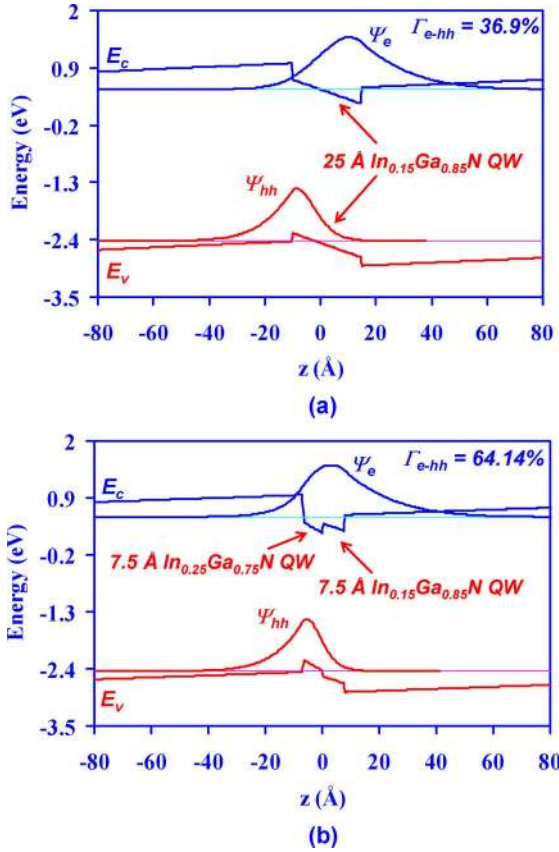 2
Ψe
Γe-hh = 36.9%
Ec
0.9
Energy (eV)
-0.2
25 Å In0.15Ga0.85N QW
-1.3
Ψhh
-2.4
Ev
-3.5
-80 -60 -40 -20 0 20 40 60 80
z (Å)
(a)
2
Ψe
Γe-hh = 64.14%
Ec
0.9
Energy (eV)
-0.2
7.5 Å In0.25Ga0.75N QW
7.5 Å In0.15Ga0.85N QW
-1.3
Ψhh
-2.4
Ev
-3.5
-80 -60 -40 -20 0 20 40 60 80
z (Å)
(b)